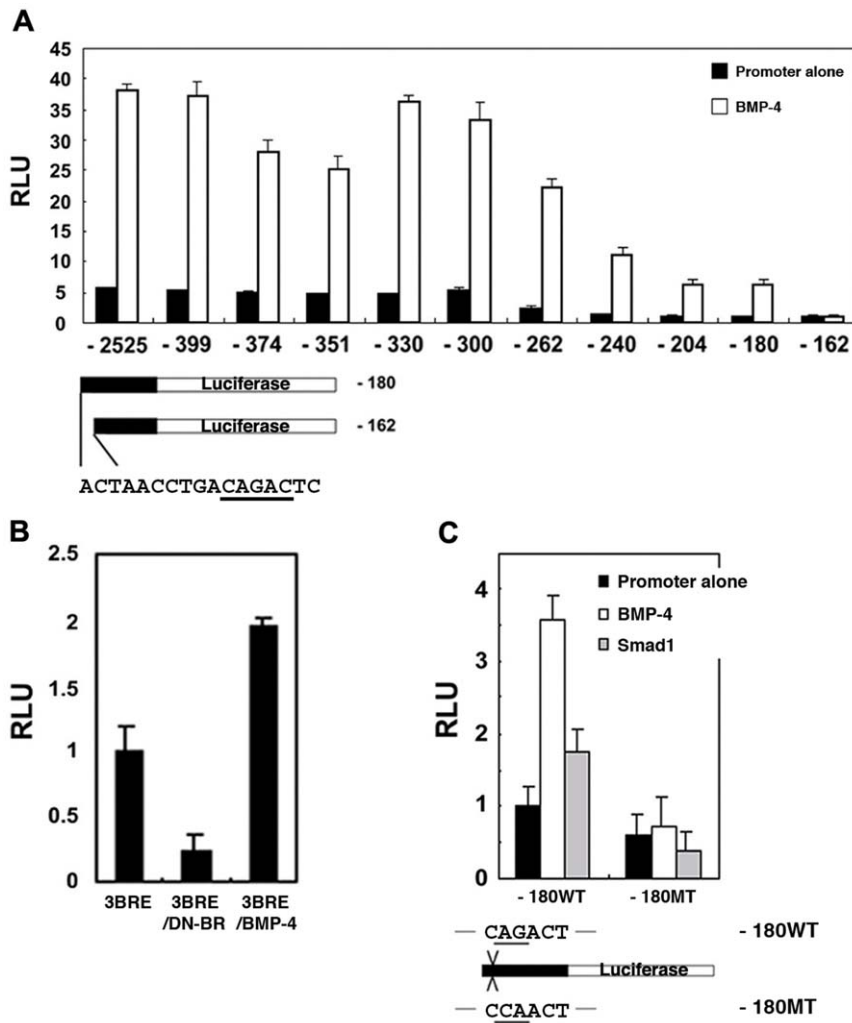 A
45
40
35
30
25
20
15
10
5
0
RLU
Promoter alone
BMP-4
- 2525 - 399 - 374 - 351 - 330 - 300 - 262 - 240 - 204 - 180 - 162
Luciferase - 180
Luciferase - 162
ACTAACCTGACAGACTC
B
2.5
2
1.5
1
0.5
0
RLU
3BRE 3BRE /DN-BR 3BRE /BMP-4
C
4
3
2
1
0
RLU
Promoter alone
BMP-4
Smad1
- 180WT - 180MT
CAGACT - 180WT
Luciferase
CCAACT - 180MT